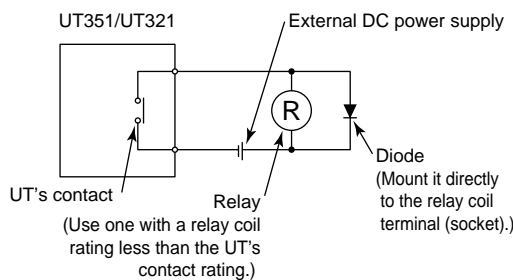 UT351/UT321
External DC power supply
R
UT's contact
Relay
(Use one with a relay coil
rating less than the UT's
contact rating.)
Diode
(Mount it directly
to the relay coil
terminal (socket).)